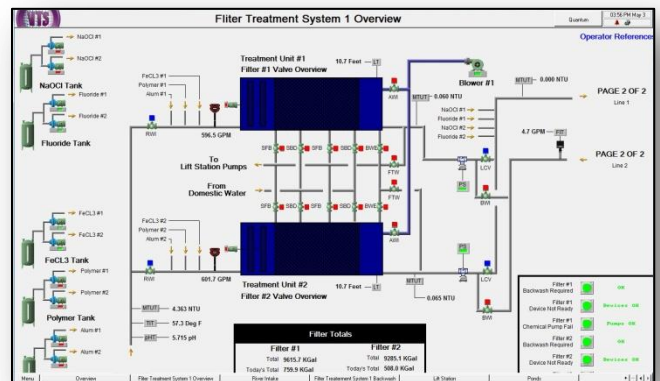 VTS
Fliter Treatment System 1 Overview
Quantum
03:56 PM May 3
Operator Reference
NaOCl #1
NaOCl #2
NaOCl Tank
Fluoride #1
Fluoride #2
Fluoride Tank
FeCL3 #1
FeCL3 #2
FeCL3 Tank
Polymer #1
Polymer #2
Polymer Tank
Alum #1
Alum #2
FeCL3 #1
Polymer #1
Alum #1
RWI
596.5 GPM
Treatment Unit #1
Filter #1 Valve Overview
10.7 Feet
LT
AWI
Blower #1
SFB SBD SFB SBD BWE
To
Lift Station Pumps
From
Domestic Water
FTW
FTW
SFB SBD SFB SBD BWE
MTUT 0.060 NTU
MTUT 0.000 NTU
NaOCl #1
Fluoride #1
NaOCl #2
Fluoride #2
PAGE 2 OF 2
Line 1
4.7 GPM
FIT
PAGE 2 OF 2
Line 2
PS
LCV
BWI
FeCL3 #2
Polymer #2
Alum #2
RWI
601.7 GPM
Treatment Unit #2
Filter #2 Valve Overview
10.7 Feet
LT
AWI
PS
LCV
BWI
MTUT 0.065 NTU
MTUT 4.363 NTU
TIT 57.3 Deg F
pHT 5.715 pH
Filter Totals
Filter #1 Filter #2
Total 9615.7 KGal Total 9285.1 KGal
Today's Total 759.9 KGal Today's Total 508.0 KGal
Filter #1
Backwash Required
OK
Filter #1
Device Not Ready
Devices OK
Filter #1
Chemical Pump Fail
Pumps OK
Filter #2
Backwash Required
OK
Filter #2
Device Not Ready
Devices OK
Filter #2
Menu Overview Filter Treatment System 1 Overview River Intake Filter Treatment System 1 Backwash Lift Station Ponds